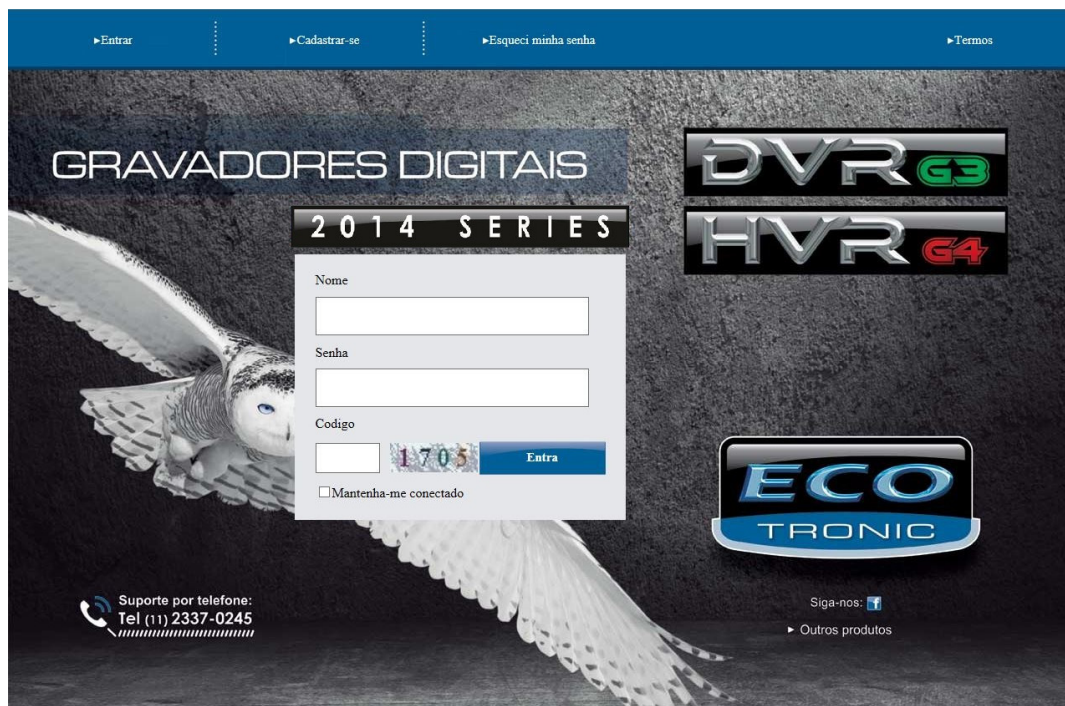 ▸Entrar
▸Cadastrar-se
▸Esqueci minha senha
▸Termos
GRAVADORES DIGITAIS
2014 SERIES
DVR G3
HVR G4
Nome
Senha
Codigo
1705
Entra
Mantenha-me conectado
ECO
TRONIC
Suporte por telefone:
Tel (11) 2337-0245
Siga-nos: f
▸ Outros produtos